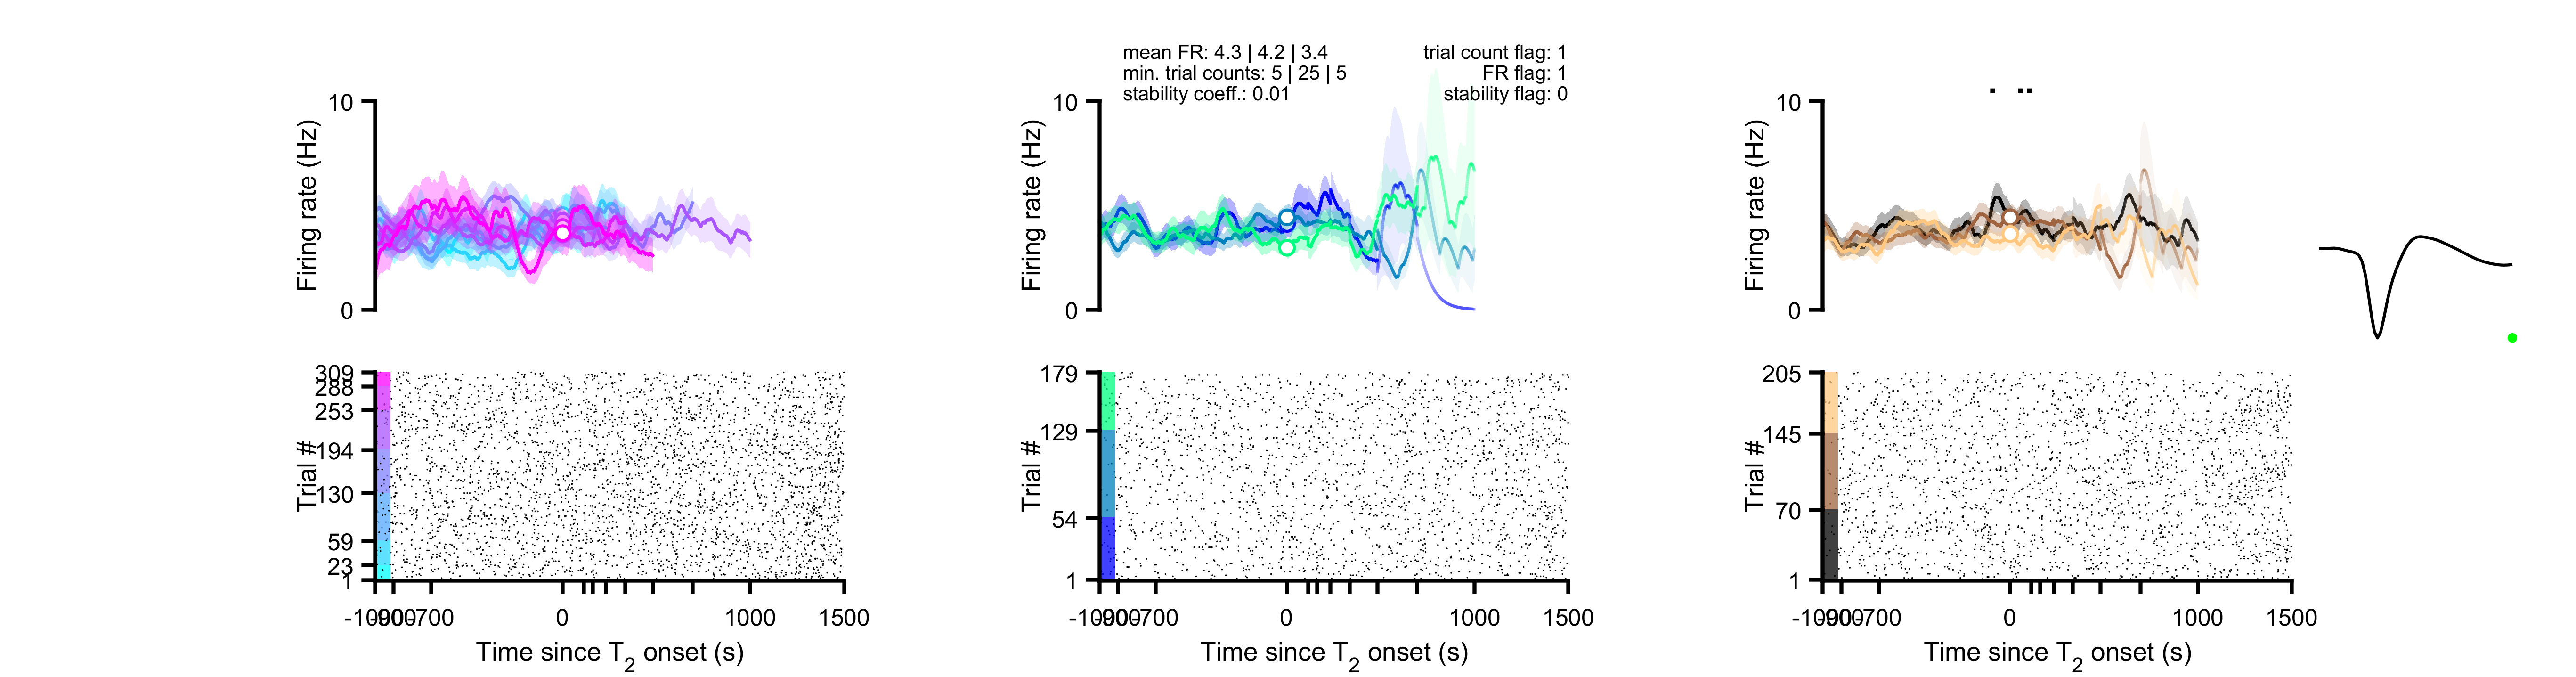 mean FR: 4.3 | 4.2 | 3.4
min. trial counts: 5 | 25 | 5
stability coeff.: 0.01
trial count flag: 1
FR flag: 1
stability flag: 0
10
Firing rate (Hz)
0
10
Firing rate (Hz)
0
10
Firing rate (Hz)
0
309
288
253
194
130
59
23
1
Trial #
179
129
54
1
Trial #
205
145
70
1
Trial #
-1090
-900
-700
0
1000
1500
Time since T2 onset (s)
0
1000
1500
Time since T2 onset (s)
0
1000
1500
Time since T2 onset (s)